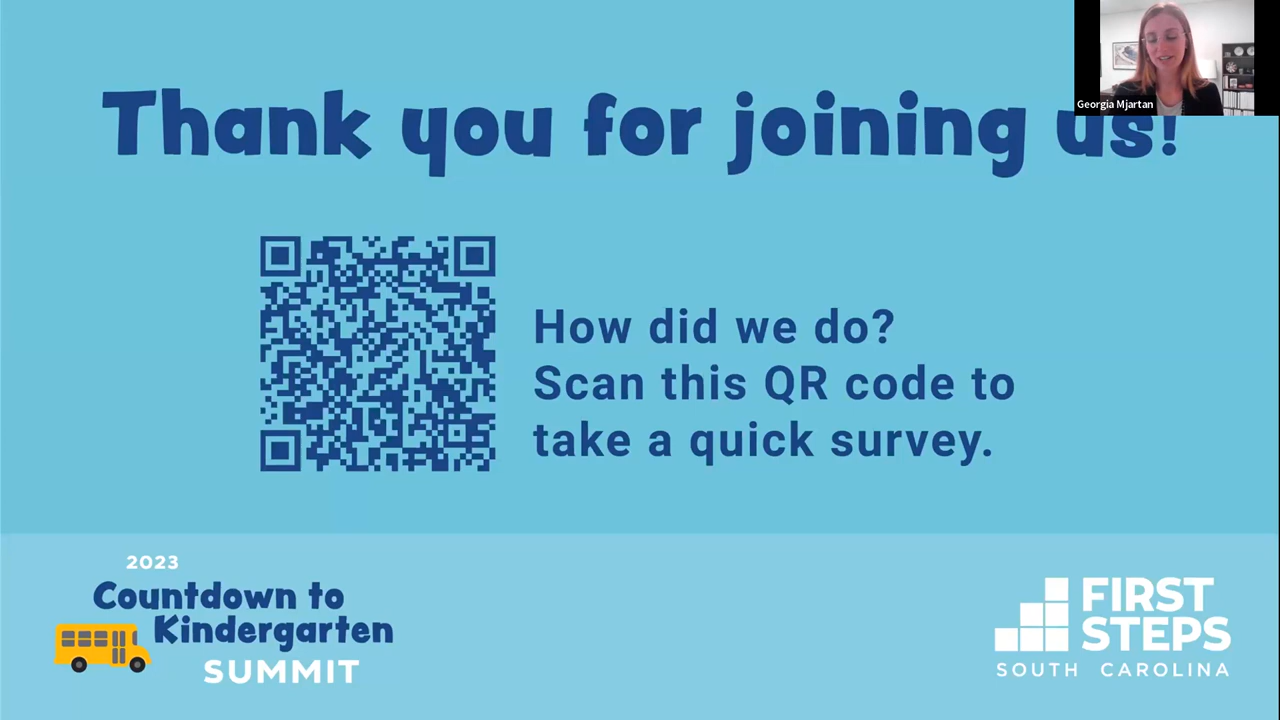 Georgia Mjartan
Thank you for joining us!
How did we do?
Scan this QR code to
take a quick survey.
2023
Countdown to
Kindergarten
SUMMIT
FIRST
STEPS
SOUTH CAROLINA